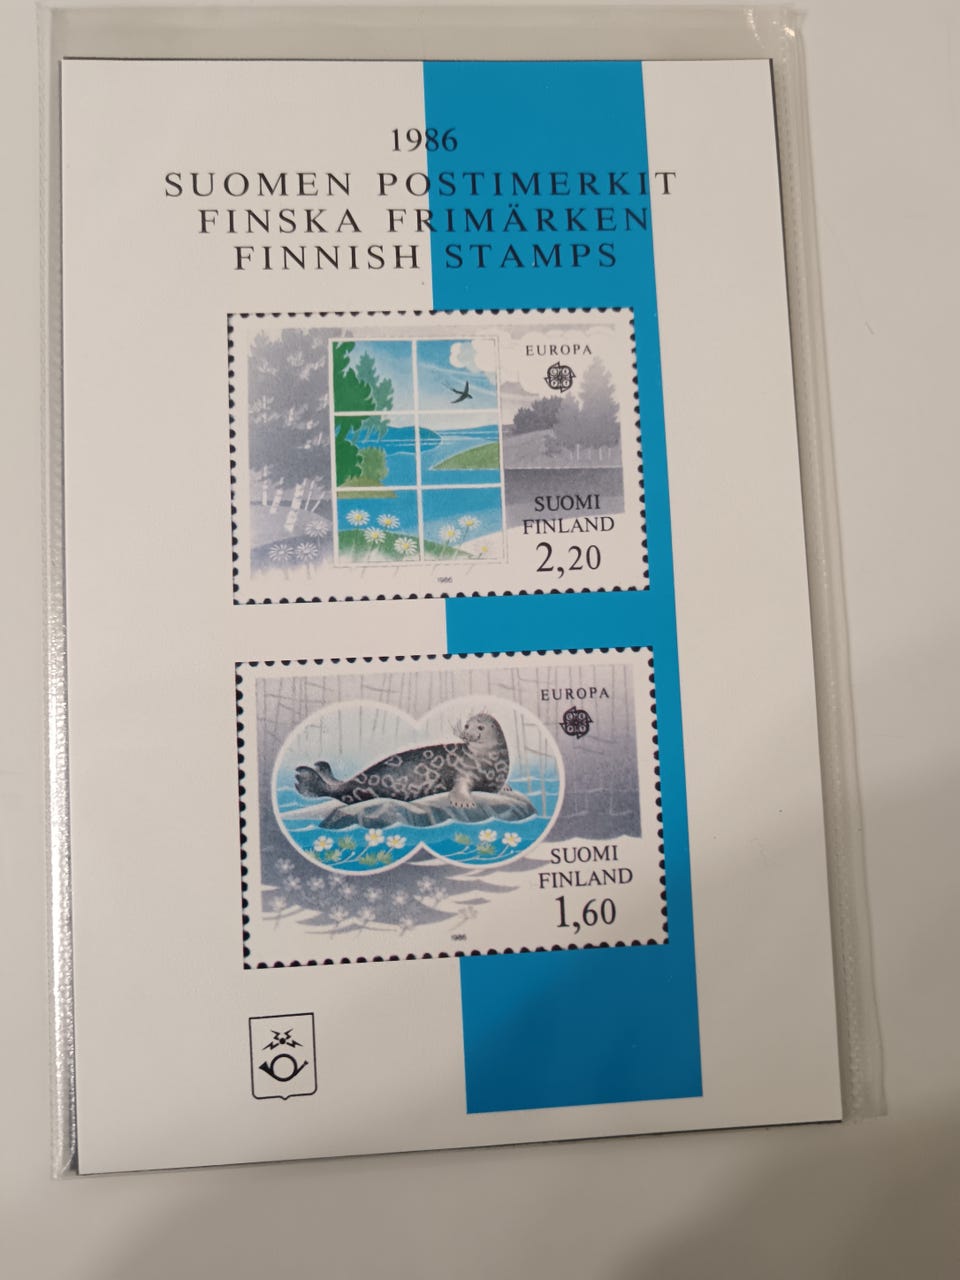 1986
SUOMEN POSTIMERKIT
FINSKA FRIMÄRKEN
FINNISH STAMPS
EUROPA
SUOMI
FINLAND
2,20
1986
EUROPA
SUOMI
FINLAND
1,60
1986